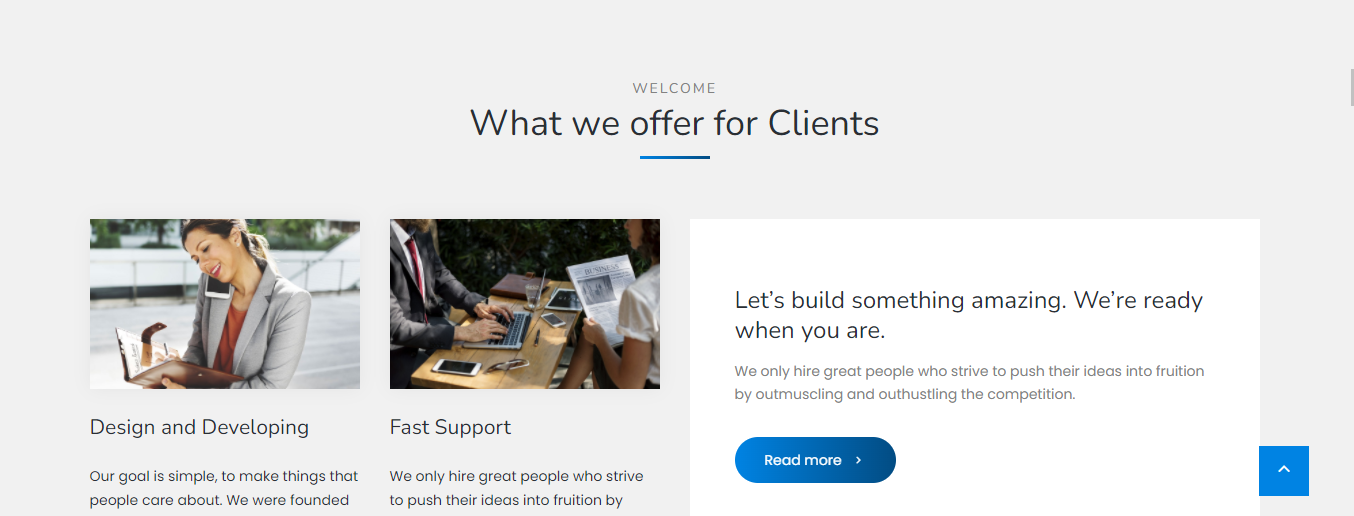 WELCOME
What we offer for Clients
BUSINESS
Design and Developing
Our goal is simple, to make things that
people care about. We were founded
Fast Support
We only hire great people who strive
to push their ideas into fruition by
Let’s build something amazing. We’re ready
when you are.
We only hire great people who strive to push their ideas into fruition
by outmuscling and outhustling the competition.
Read more